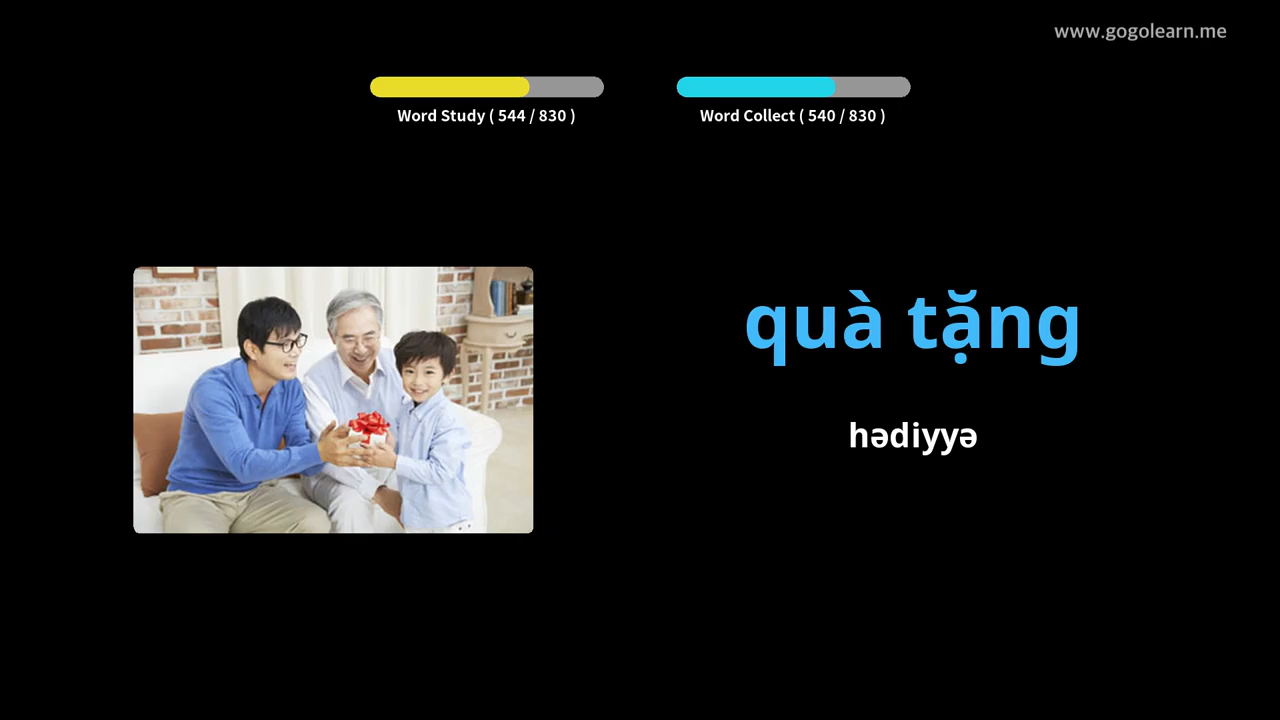 www.gogolearn.me
Word Study ( 544 / 830 )
Word Collect ( 540 / 830 )
quà tặng
hədiyyə